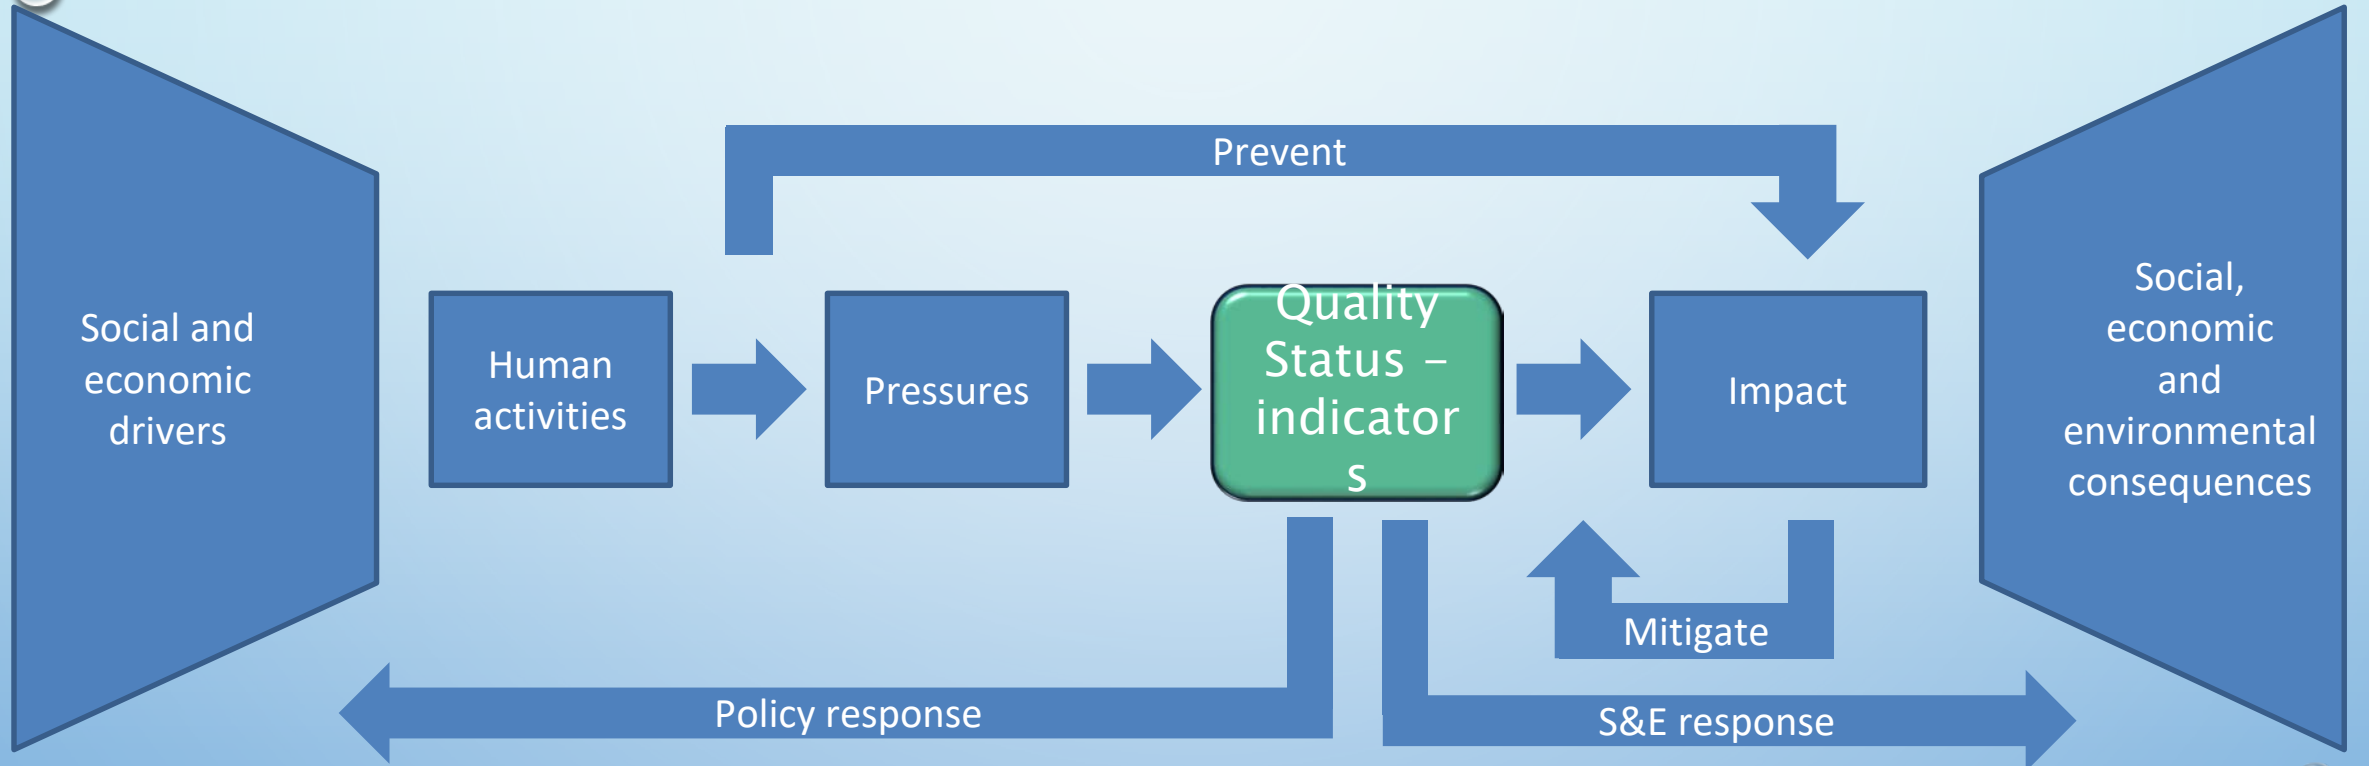 Social and
economic
drivers
Human
activities
Prevent
Pressures
Quality
Status –
indicator
s
Impact
Social,
economic
and
environmental
consequences
Mitigate
Policy response
S&E response